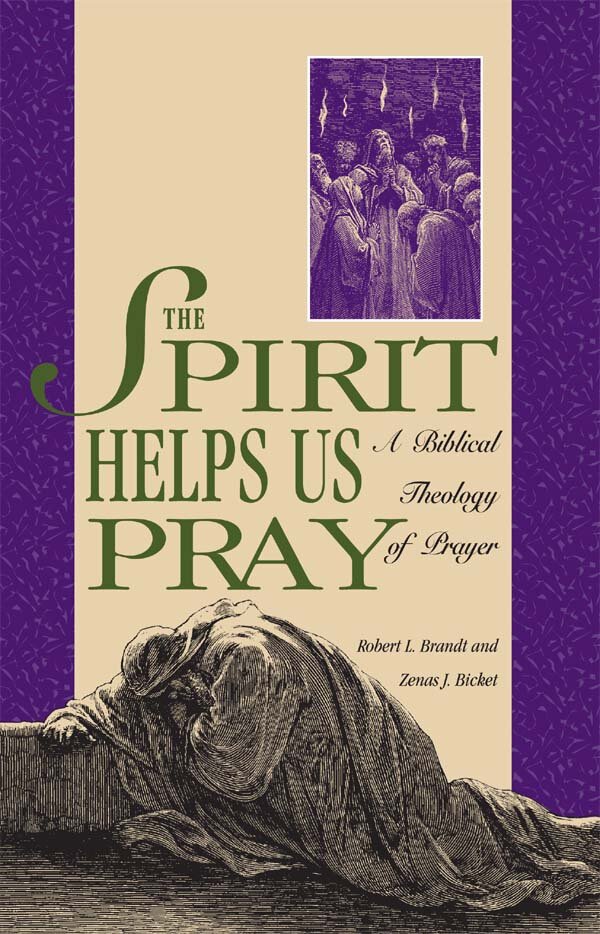 THE
SPIRIT
HELPS US
PRAY
A Biblical
Theology
of Prayer
Robert L. Brandt and
Zenas J. Bicket